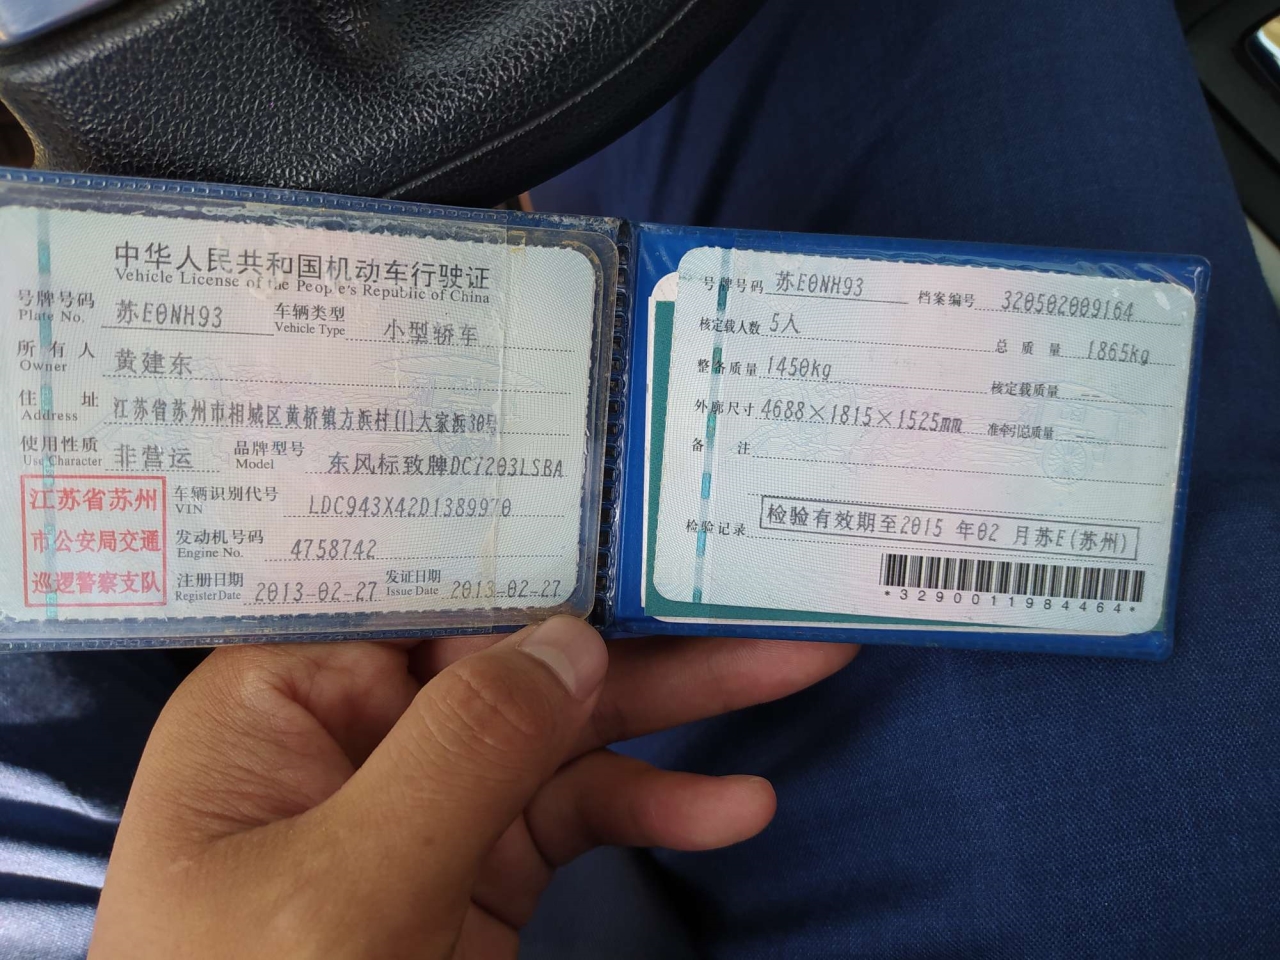 中华人民共和国机动车行驶证
Vehicle License of the People's Republic of China
号牌号码 苏E0NH93 车辆类型 小型轿车
Plate No. Vehicle Type
所有人 黄建东
Owner
住址 江苏省苏州市相城区黄桥镇方浜村(1)大家浜30号
Address
使用性质 非营运 品牌型号 东风标致牌DC7203LSBA
Use Character Model
江苏省苏州
市公安局交通
巡逻警察支队
车辆识别代号 LDC943X42D1389970
VIN
发动机号码 4758742
Engine No.
注册日期 2013-02-27 发证日期 2013-02-27
Register Date Issue Date
号牌号码 苏E0NH93 档案编号 320502009164
核定载人数 5人 总质量 1865kg
整备质量 1450kg 核定载质量 --
外廓尺寸 4688×1815×1525mm 准牵引总质量 --
备注
检验记录 检验有效期至2015年02月苏E(苏州)
*3290011984464*